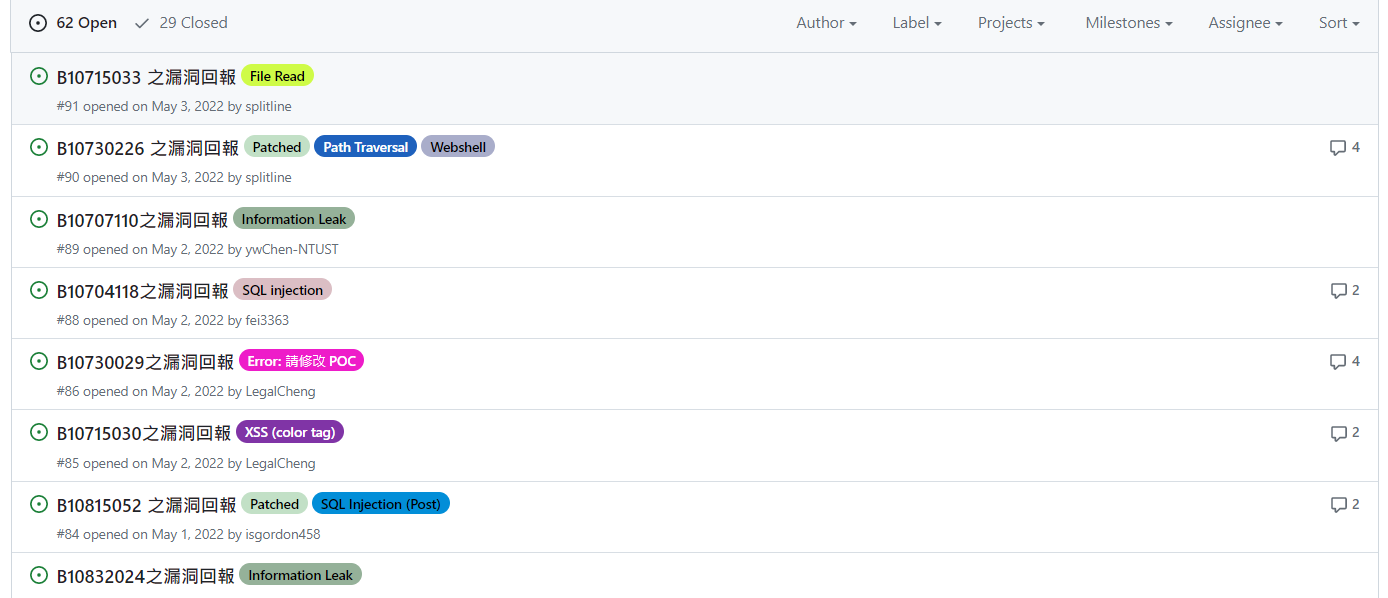 62 Open 29 Closed Author Label Projects Milestones Assignee Sort
B10715033 之漏洞回報 File Read
#91 opened on May 3, 2022 by splitline
B10730226 之漏洞回報 Patched Path Traversal Webshell 4
#90 opened on May 3, 2022 by splitline
B10707110之漏洞回報 Information Leak
#89 opened on May 2, 2022 by ywChen-NTUST
B10704118之漏洞回報 SQL injection 2
#88 opened on May 2, 2022 by fei3363
B10730029之漏洞回報 Error: 請修改 POC 4
#86 opened on May 2, 2022 by LegalCheng
B10715030之漏洞回報 XSS (color tag) 2
#85 opened on May 2, 2022 by LegalCheng
B10815052 之漏洞回報 Patched SQL Injection (Post) 2
#84 opened on May 1, 2022 by isgordon458
B10832024之漏洞回報 Information Leak